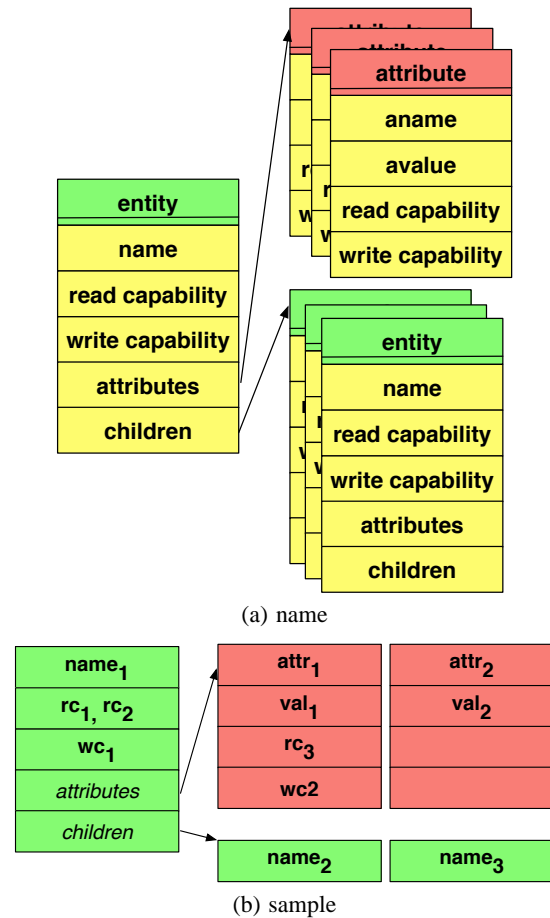 attribute
attribute
attribute
aname
avalue
read capability
write capability
entity
name
read capability
write capability
attributes
children
entity
name
read capability
write capability
attributes
children
(a) name
name1
rc1, rc2
wc1
attributes
children
attr1
val1
rc3
wc2
attr2
val2
name2
name3
(b) sample